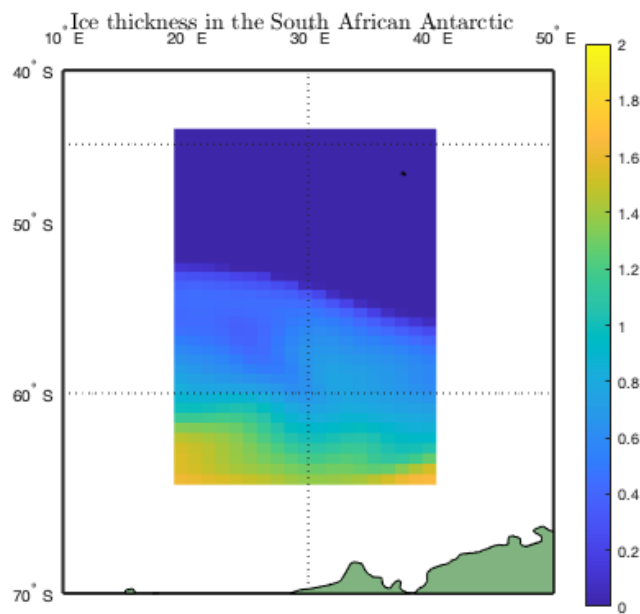 Ice thickness in the South African Antarctic
10° E 20° E 30° E 40° E 50° E
40° S
50° S
60° S
70° S
2
1.8
1.6
1.4
1.2
1
0.8
0.6
0.4
0.2
0